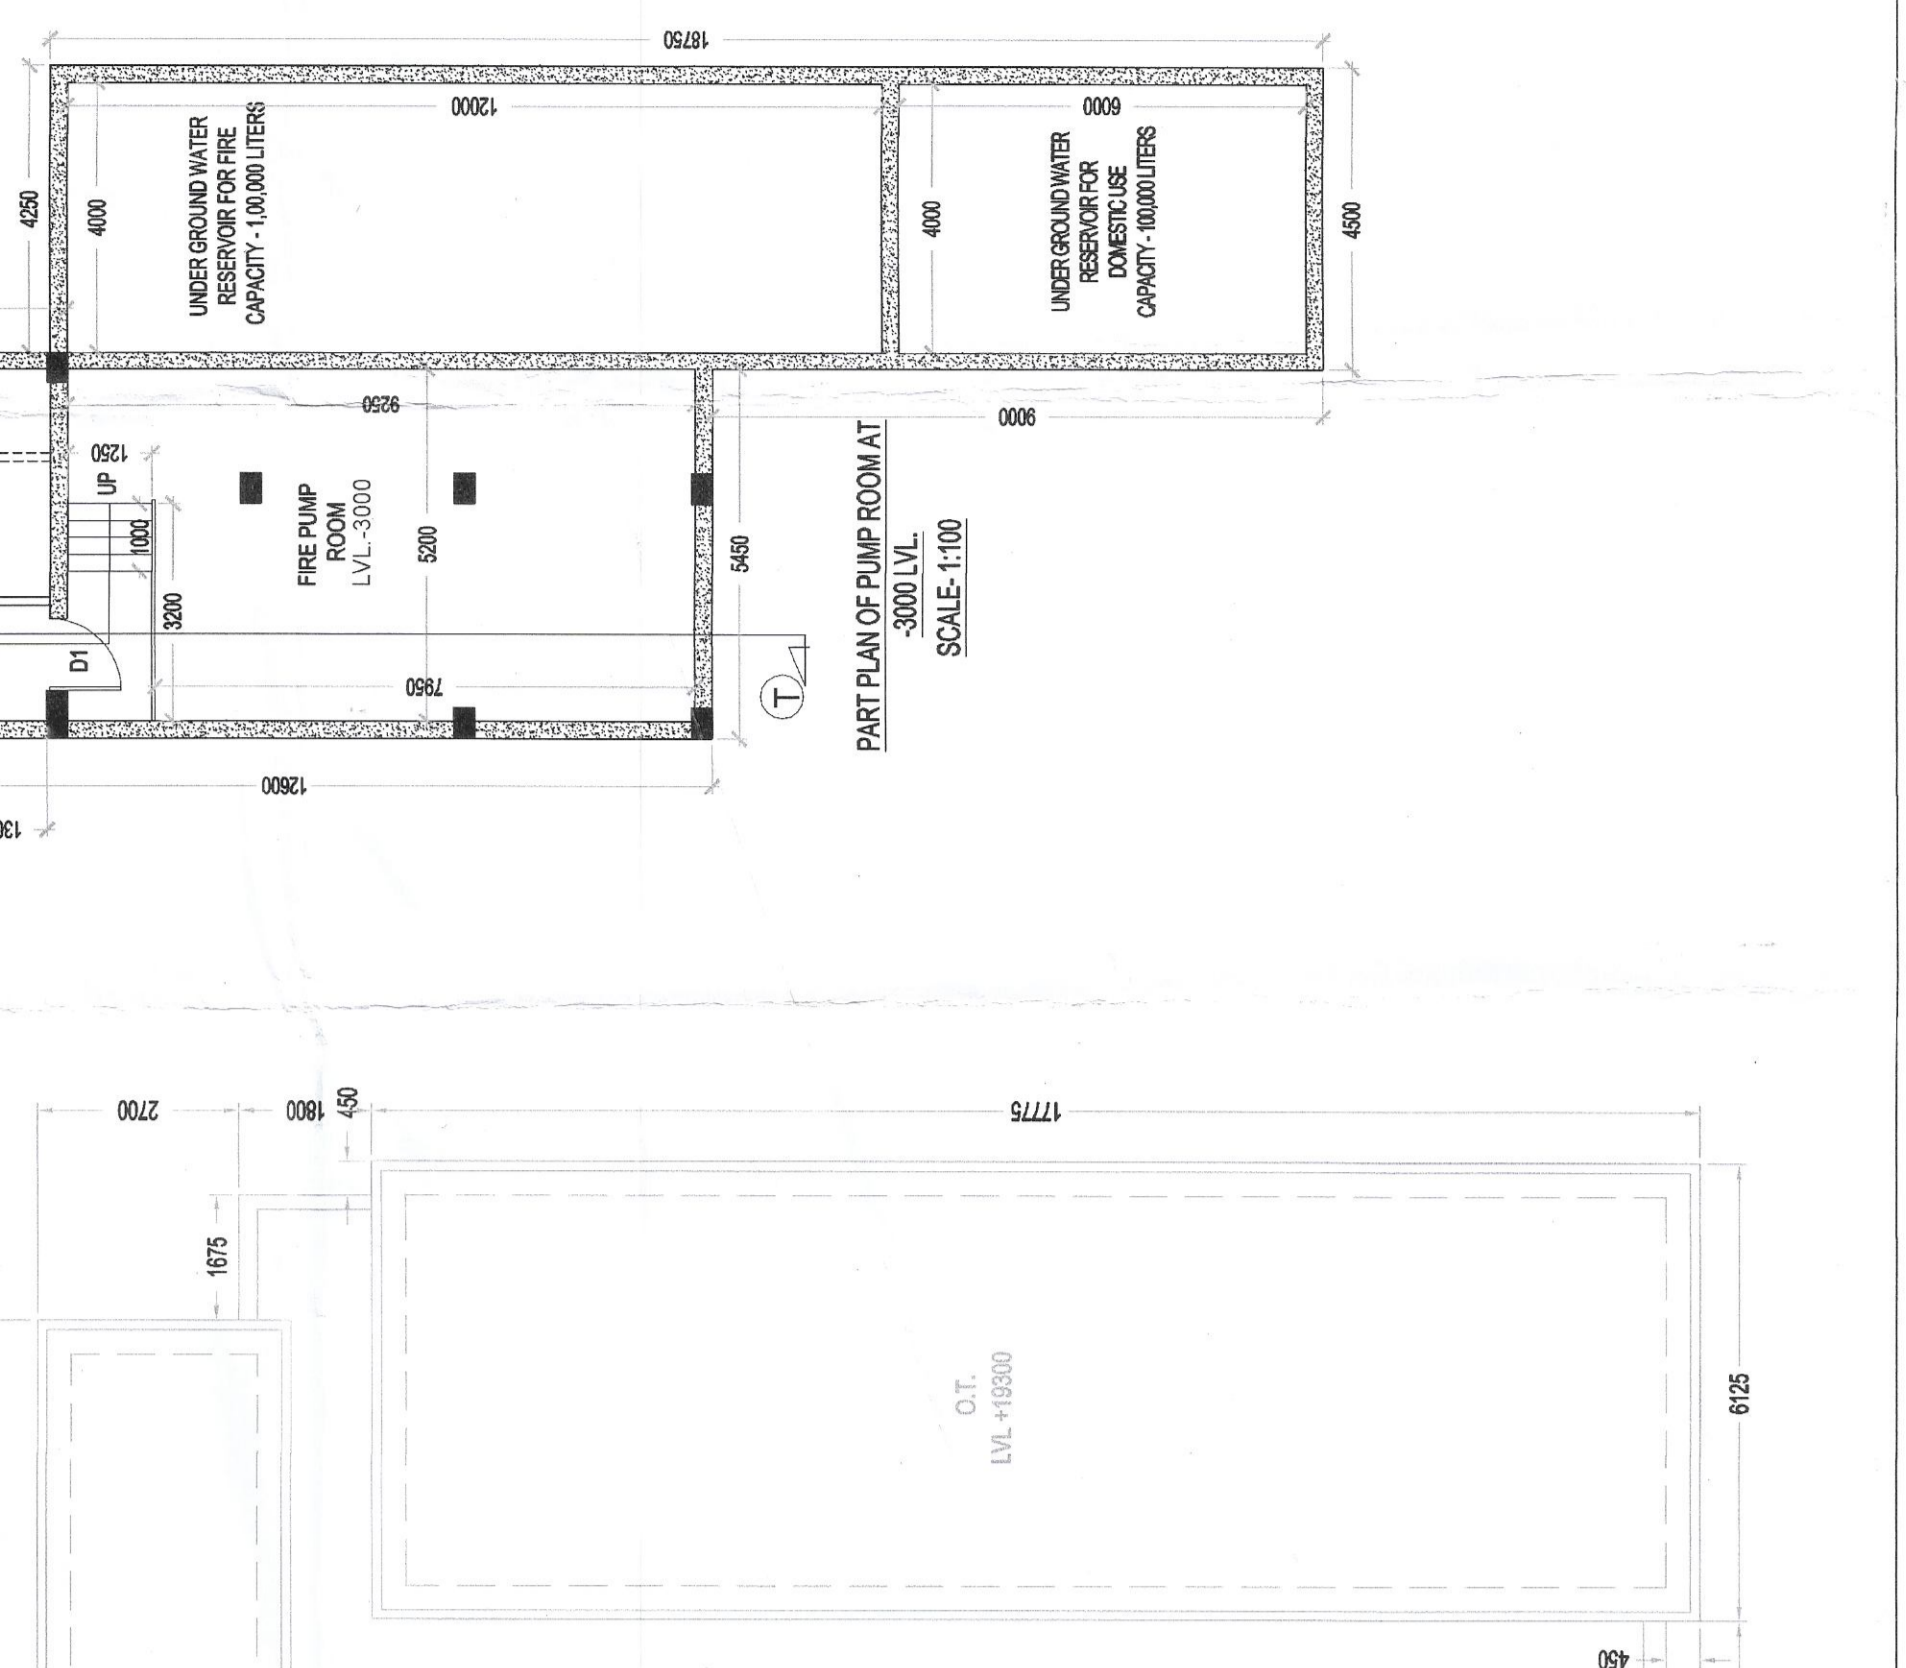 18750
4250
4000
12000
UNDER GROUND WATER
RESERVOIR FOR FIRE
CAPACITY - 1,00,000 LITERS
6000
4000
UNDER GROUND WATER
RESERVOIR FOR
DOMESTIC USE
CAPACITY - 100,000 LITERS
4500
9250
9000
1250
UP
1000
3200
FIRE PUMP
ROOM
LVL.-3000
5200
5450
D1
7950
T
PART PLAN OF PUMP ROOM AT
-3000 LVL.
SCALE- 1:100
12600
2700
1800
450
17775
1675
O.T.
LVL +19300
6125
450